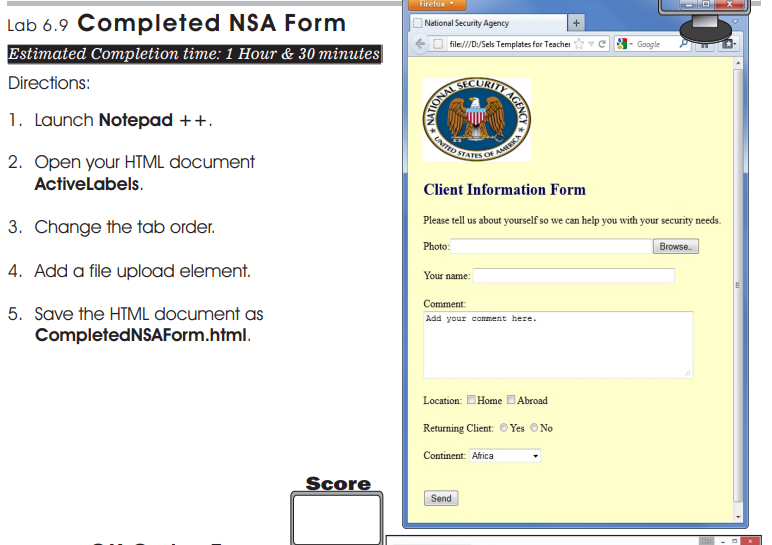 Lab 6.9 Completed NSA Form
Estimated Completion time: 1 Hour & 30 minutes
Directions:
1. Launch Notepad ++.
2. Open your HTML document
ActiveLabels.
3. Change the tab order.
4. Add a file upload element.
5. Save the HTML document as
CompletedNSAForm.html.
Score
Firefox
National Security Agency
file:///D:/Sels Templates for Teacher
Google
NATIONAL SECURITY AGENCY
UNITED STATES OF AMERICA
Client Information Form
Please tell us about yourself so we can help you with your security needs.
Photo: Browse..
Your name:
Comment:
Add your comment here.
Location: Home Abroad
Returning Client: Yes No
Continent: Africa
Send